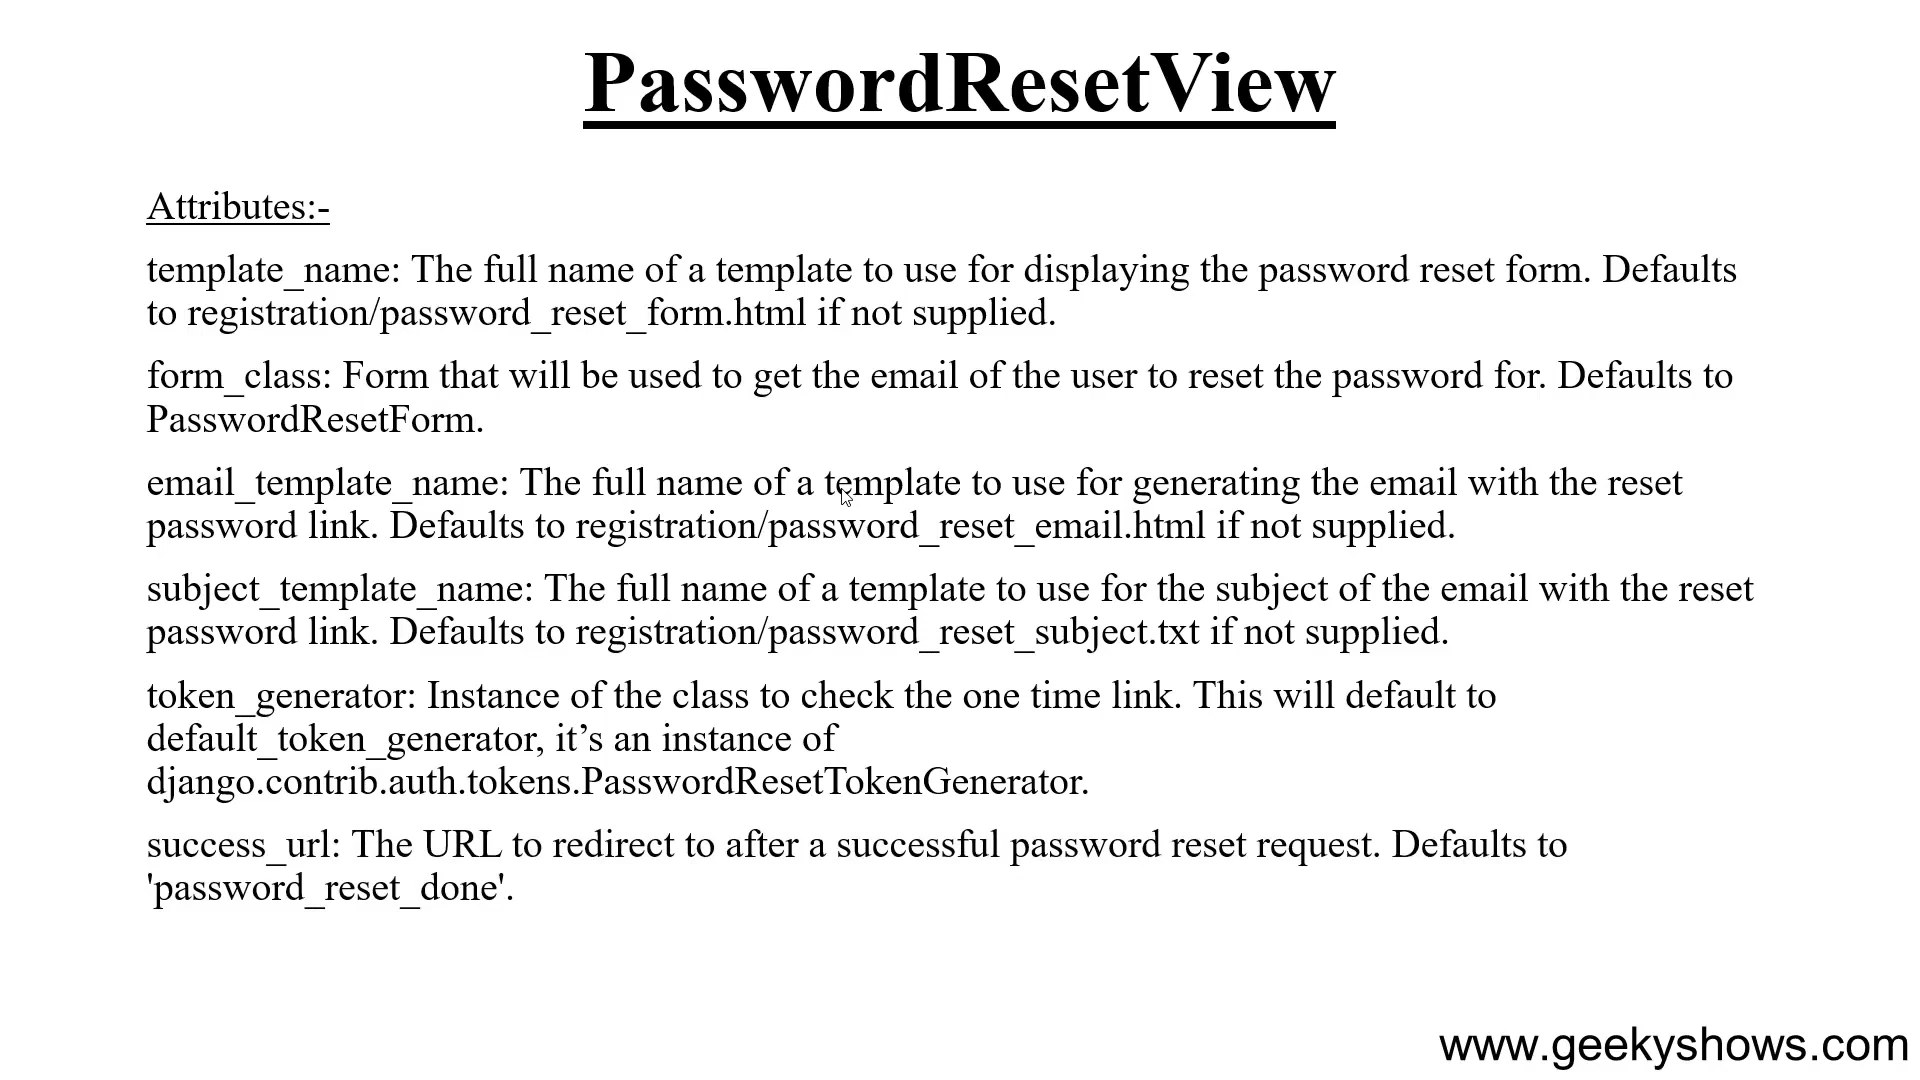 PasswordResetView
Attributes:-
template_name: The full name of a template to use for displaying the password reset form. Defaults
to registration/password_reset_form.html if not supplied.
form_class: Form that will be used to get the email of the user to reset the password for. Defaults to
PasswordResetForm.
email_template_name: The full name of a template to use for generating the email with the reset
password link. Defaults to registration/password_reset_email.html if not supplied.
subject_template_name: The full name of a template to use for the subject of the email with the reset
password link. Defaults to registration/password_reset_subject.txt if not supplied.
token_generator: Instance of the class to check the one time link. This will default to
default_token_generator, it’s an instance of
django.contrib.auth.tokens.PasswordResetTokenGenerator.
success_url: The URL to redirect to after a successful password reset request. Defaults to
'password_reset_done'.
www.geekyshows.com